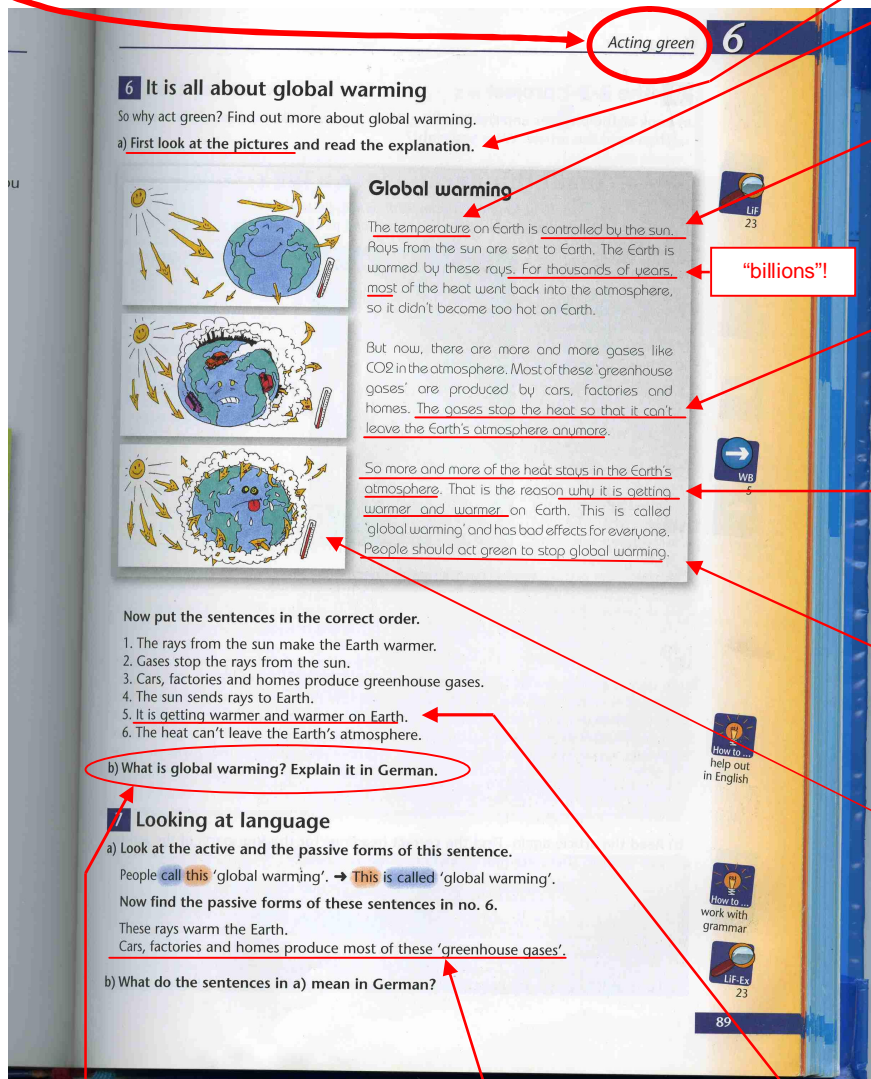 Acting green 6
6 It is all about global warming
So why act green? Find out more about global warming.
a) First look at the pictures and read the explanation.
Global warming
The temperature on Earth is controlled by the sun.
Rays from the sun are sent to Earth. The Earth is
warmed by these rays. For thousands of years,
most of the heat went back into the atmosphere,
so it didn't become too hot on Earth.
But now, there are more and more gases like
CO2 in the atmosphere. Most of these 'greenhouse
gases' are produced by cars, factories and
homes. The gases stop the heat so that it can't
leave the Earth's atmosphere anymore.
So more and more of the heat stays in the Earth's
atmosphere. That is the reason why it is getting
warmer and warmer on Earth. This is called
'global warming' and has bad effects for everyone.
People should act green to stop global warming.
LiF
23
"billions"!
WB
5
Now put the sentences in the correct order.
1. The rays from the sun make the Earth warmer.
2. Gases stop the rays from the sun.
3. Cars, factories and homes produce greenhouse gases.
4. The sun sends rays to Earth.
5. It is getting warmer and warmer on Earth.
6. The heat can't leave the Earth's atmosphere.
b) What is global warming? Explain it in German.
How to ...
help out
in English
7 Looking at language
a) Look at the active and the passive forms of this sentence.
People call this 'global warming'. → This is called 'global warming'.
Now find the passive forms of these sentences in no. 6.
These rays warm the Earth.
Cars, factories and homes produce most of these 'greenhouse gases'.
b) What do the sentences in a) mean in German?
How to ...
work with
grammar
LiF-Ex
23
89